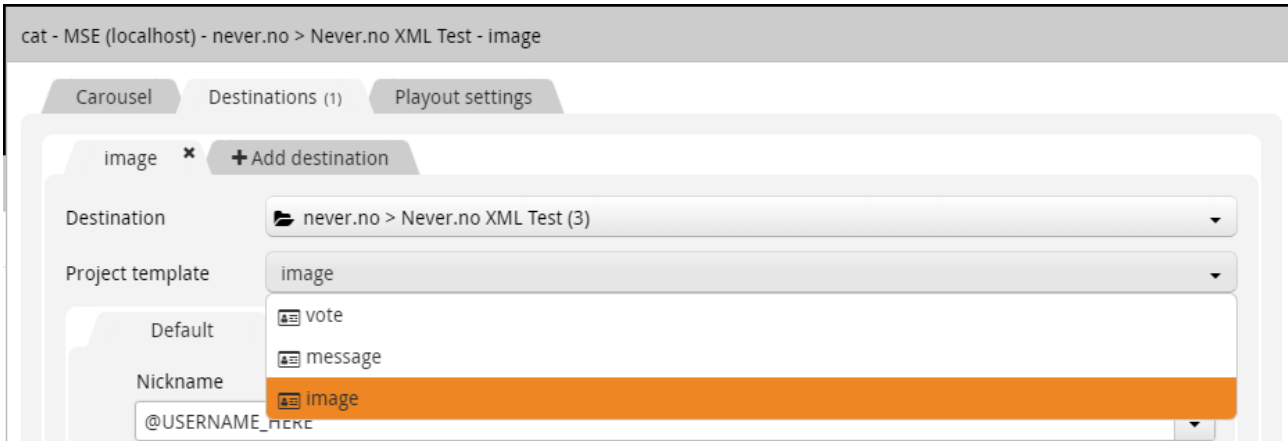 cat - MSE (localhost) - never.no > Never.no XML Test - image
Carousel Destinations (1) Playout settings
image ✖ +Add destination
Destination never.no > Never.no XML Test (3)
Project template image
vote
Default
message
Nickname
image
@USERNAME_HERE